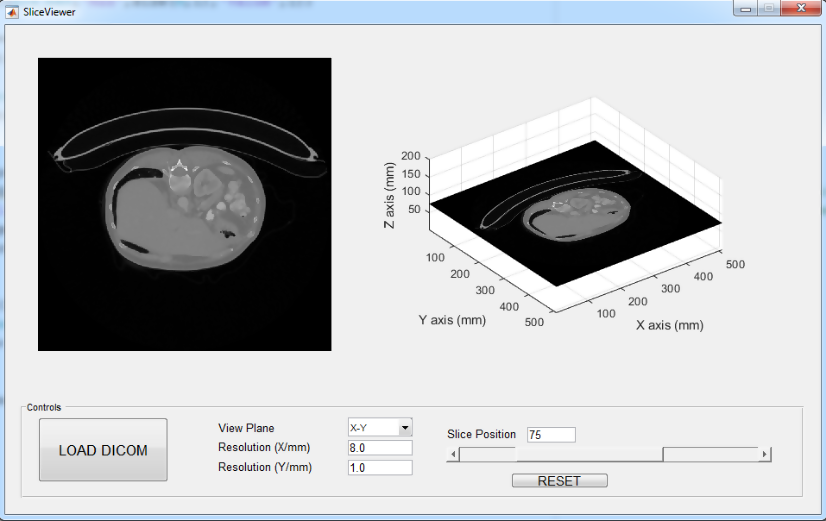 SliceViewer
200
150
100
50
Z axis (mm)
100
200
300
400
500
Y axis (mm)
100
200
300
400
500
X axis (mm)
Controls
LOAD DICOM
View Plane X-Y
Resolution (X/mm) 8.0
Resolution (Y/mm) 1.0
Slice Position 75
RESET